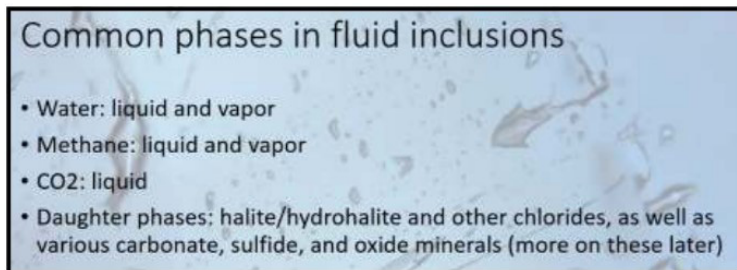 Common phases in fluid inclusions
• Water: liquid and vapor
• Methane: liquid and vapor
• CO2: liquid
• Daughter phases: halite/hydrohalite and other chlorides, as well as
various carbonate, sulfide, and oxide minerals (more on these later)